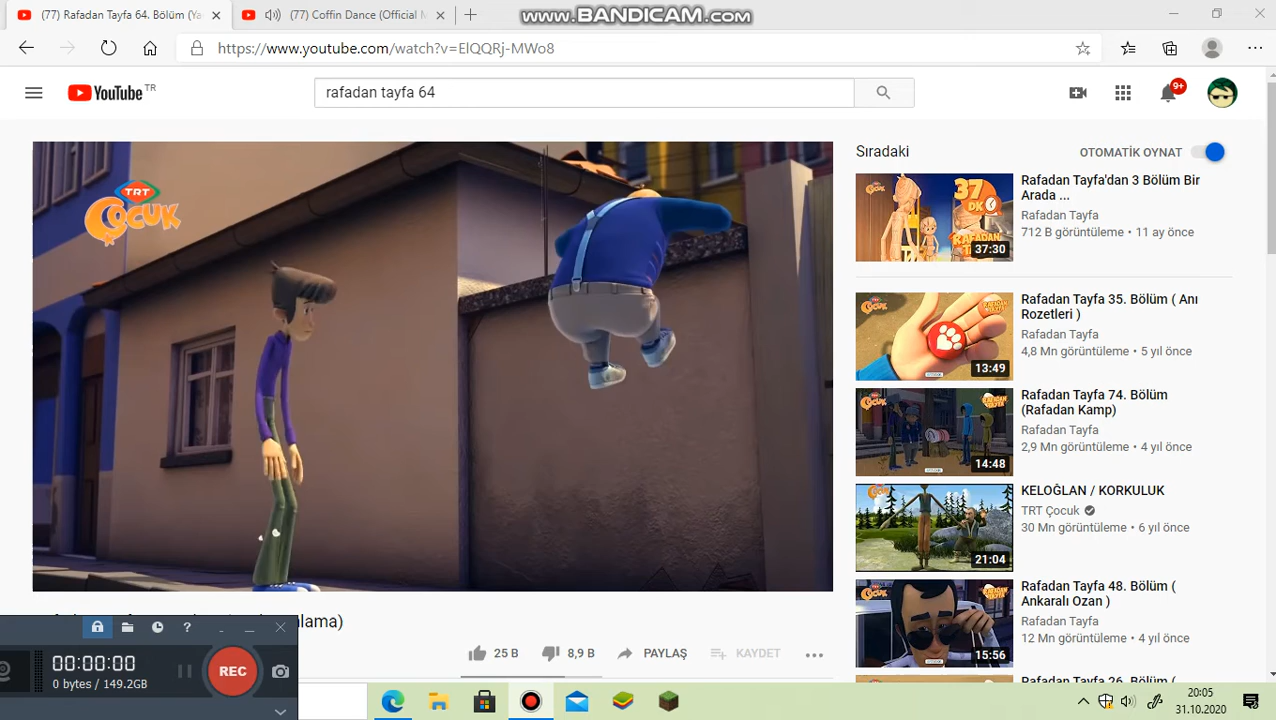 (77) Rafadan Tayfa 64. Bölüm (Ya
(77) Coffin Dance (Official M
www.BANDICAM.com
https://www.youtube.com/watch?v=ElQQRj-MWo8
YouTube TR
rafadan tayfa 64
9+
TRT
ÇOCUK
Sıradaki
OTOMATİK OYNAT
37
DK
37:30
Rafadan Tayfa'dan 3 Bölüm Bir
Arada ...
Rafadan Tayfa
712 B görüntüleme • 11 ay önce
13:49
Rafadan Tayfa 35. Bölüm ( Anı
Rozetleri )
Rafadan Tayfa
4,8 Mn görüntüleme • 5 yıl önce
14:48
Rafadan Tayfa 74. Bölüm
(Rafadan Kamp)
Rafadan Tayfa
2,9 Mn görüntüleme • 4 yıl önce
21:04
KELOĞLAN / KORKULUK
TRT Çocuk
30 Mn görüntüleme • 6 yıl önce
15:56
Rafadan Tayfa 48. Bölüm (
Ankaralı Ozan )
Rafadan Tayfa
12 Mn görüntüleme • 4 yıl önce
Rafadan Tayfa 26. Bölüm (
lama)
25 B
8,9 B
PAYLAŞ
KAYDET
00:00:00
0 bytes / 149.2GB
REC
20:05
31.10.2020